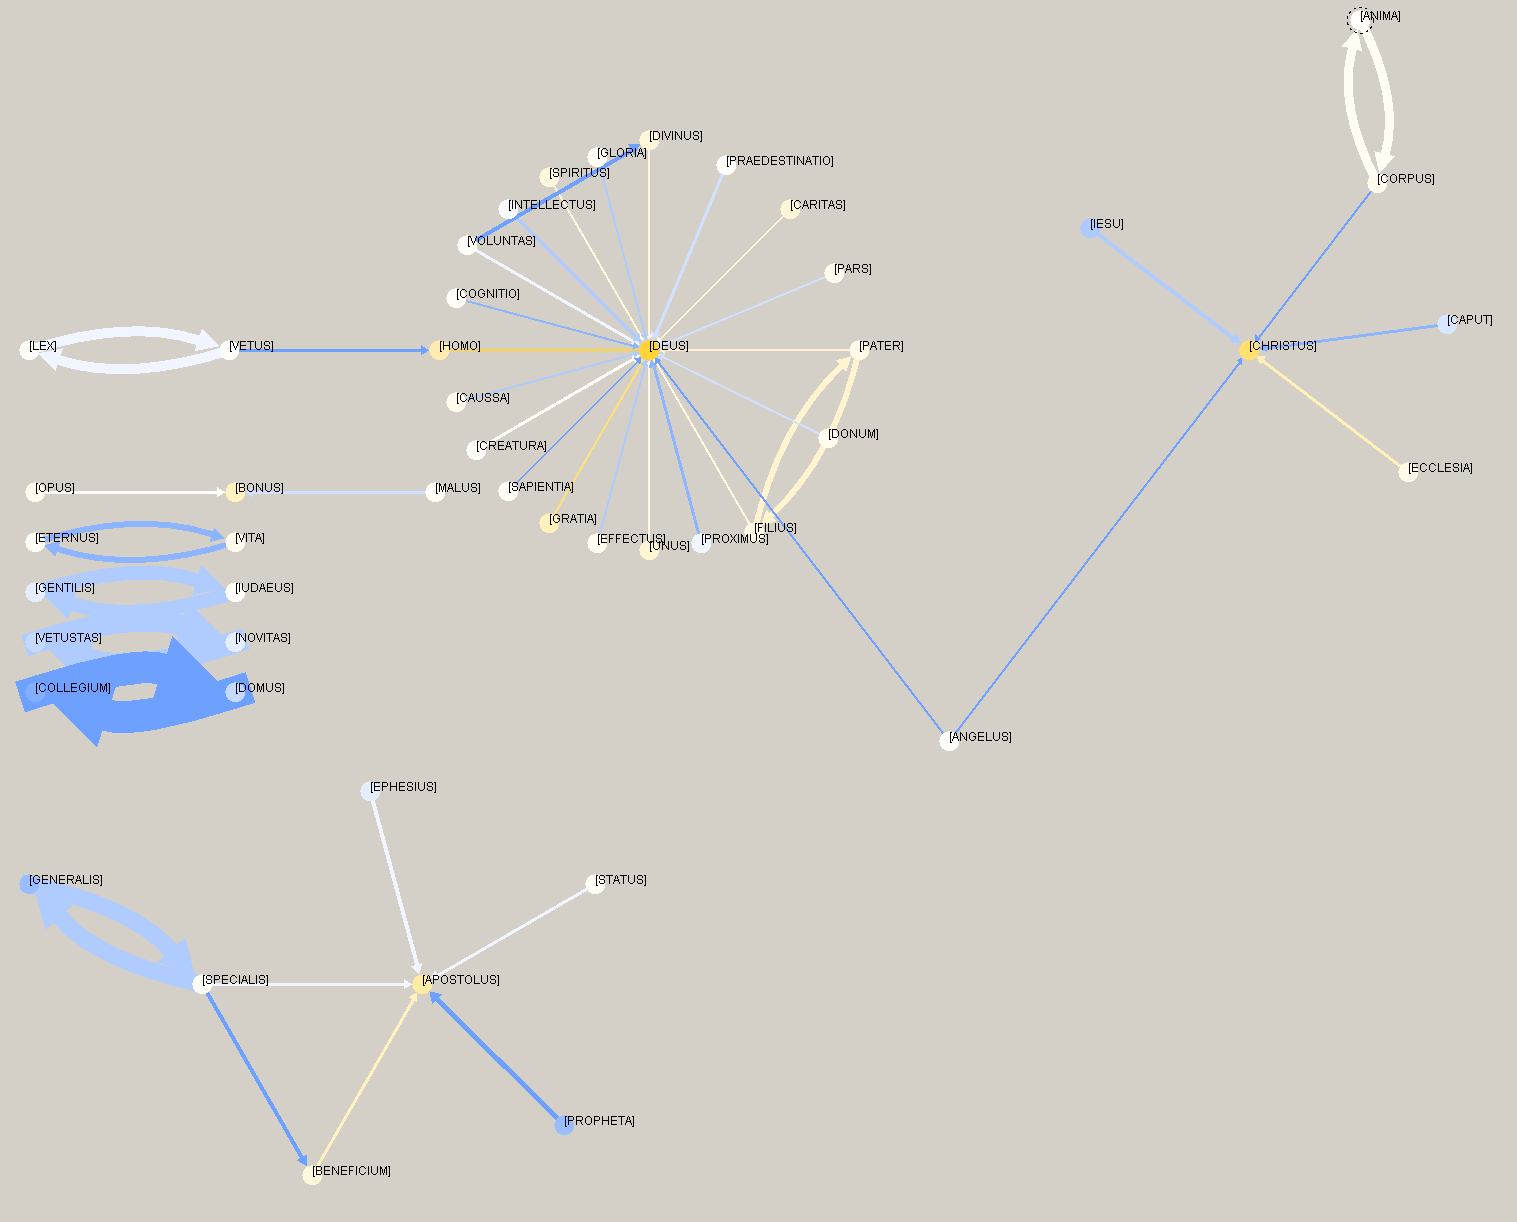 [ANIMA]
[DIVINUS]
[GLORIA]
[PRAEDESTINATIO]
[SPIRITUS]
[CORPUS]
[INTELLECTUS]
[CARITAS]
[IESU]
[VOLUNTAS]
[PARS]
[COGNITIO]
[CAPUT]
[LEX]
[VETUS]
[HOMO]
[DEUS]
[PATER]
[CHRISTUS]
[CAUSSA]
[DONUM]
[CREATURA]
[ECCLESIA]
[OPUS]
[BONUS]
[MALUS]
[SAPIENTIA]
[GRATIA]
[FILIUS]
[ETERNUS]
[VITA]
[EFFECTUS]
[UNUS]
[PROXIMUS]
[GENTILIS]
[IUDAEUS]
[VETUSTAS]
[NOVITAS]
[COLLEGIUM]
[DOMUS]
[ANGELUS]
[EPHESIUS]
[GENERALIS]
[STATUS]
[SPECIALIS]
[APOSTOLUS]
[PROPHETA]
[BENEFICIUM]